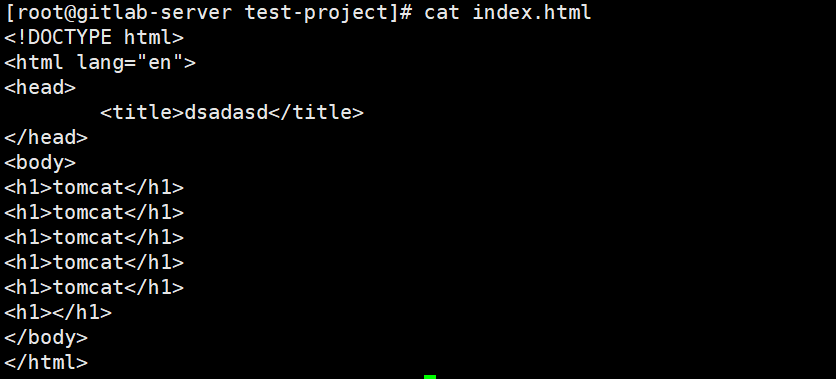 [root@gitlab-server test-project]# cat index.html
<!DOCTYPE html>
<html lang="en">
<head>
        <title>dsadasd</title>
</head>
<body>
<h1>tomcat</h1>
<h1>tomcat</h1>
<h1>tomcat</h1>
<h1>tomcat</h1>
<h1>tomcat</h1>
<h1></h1>
</body>
</html>